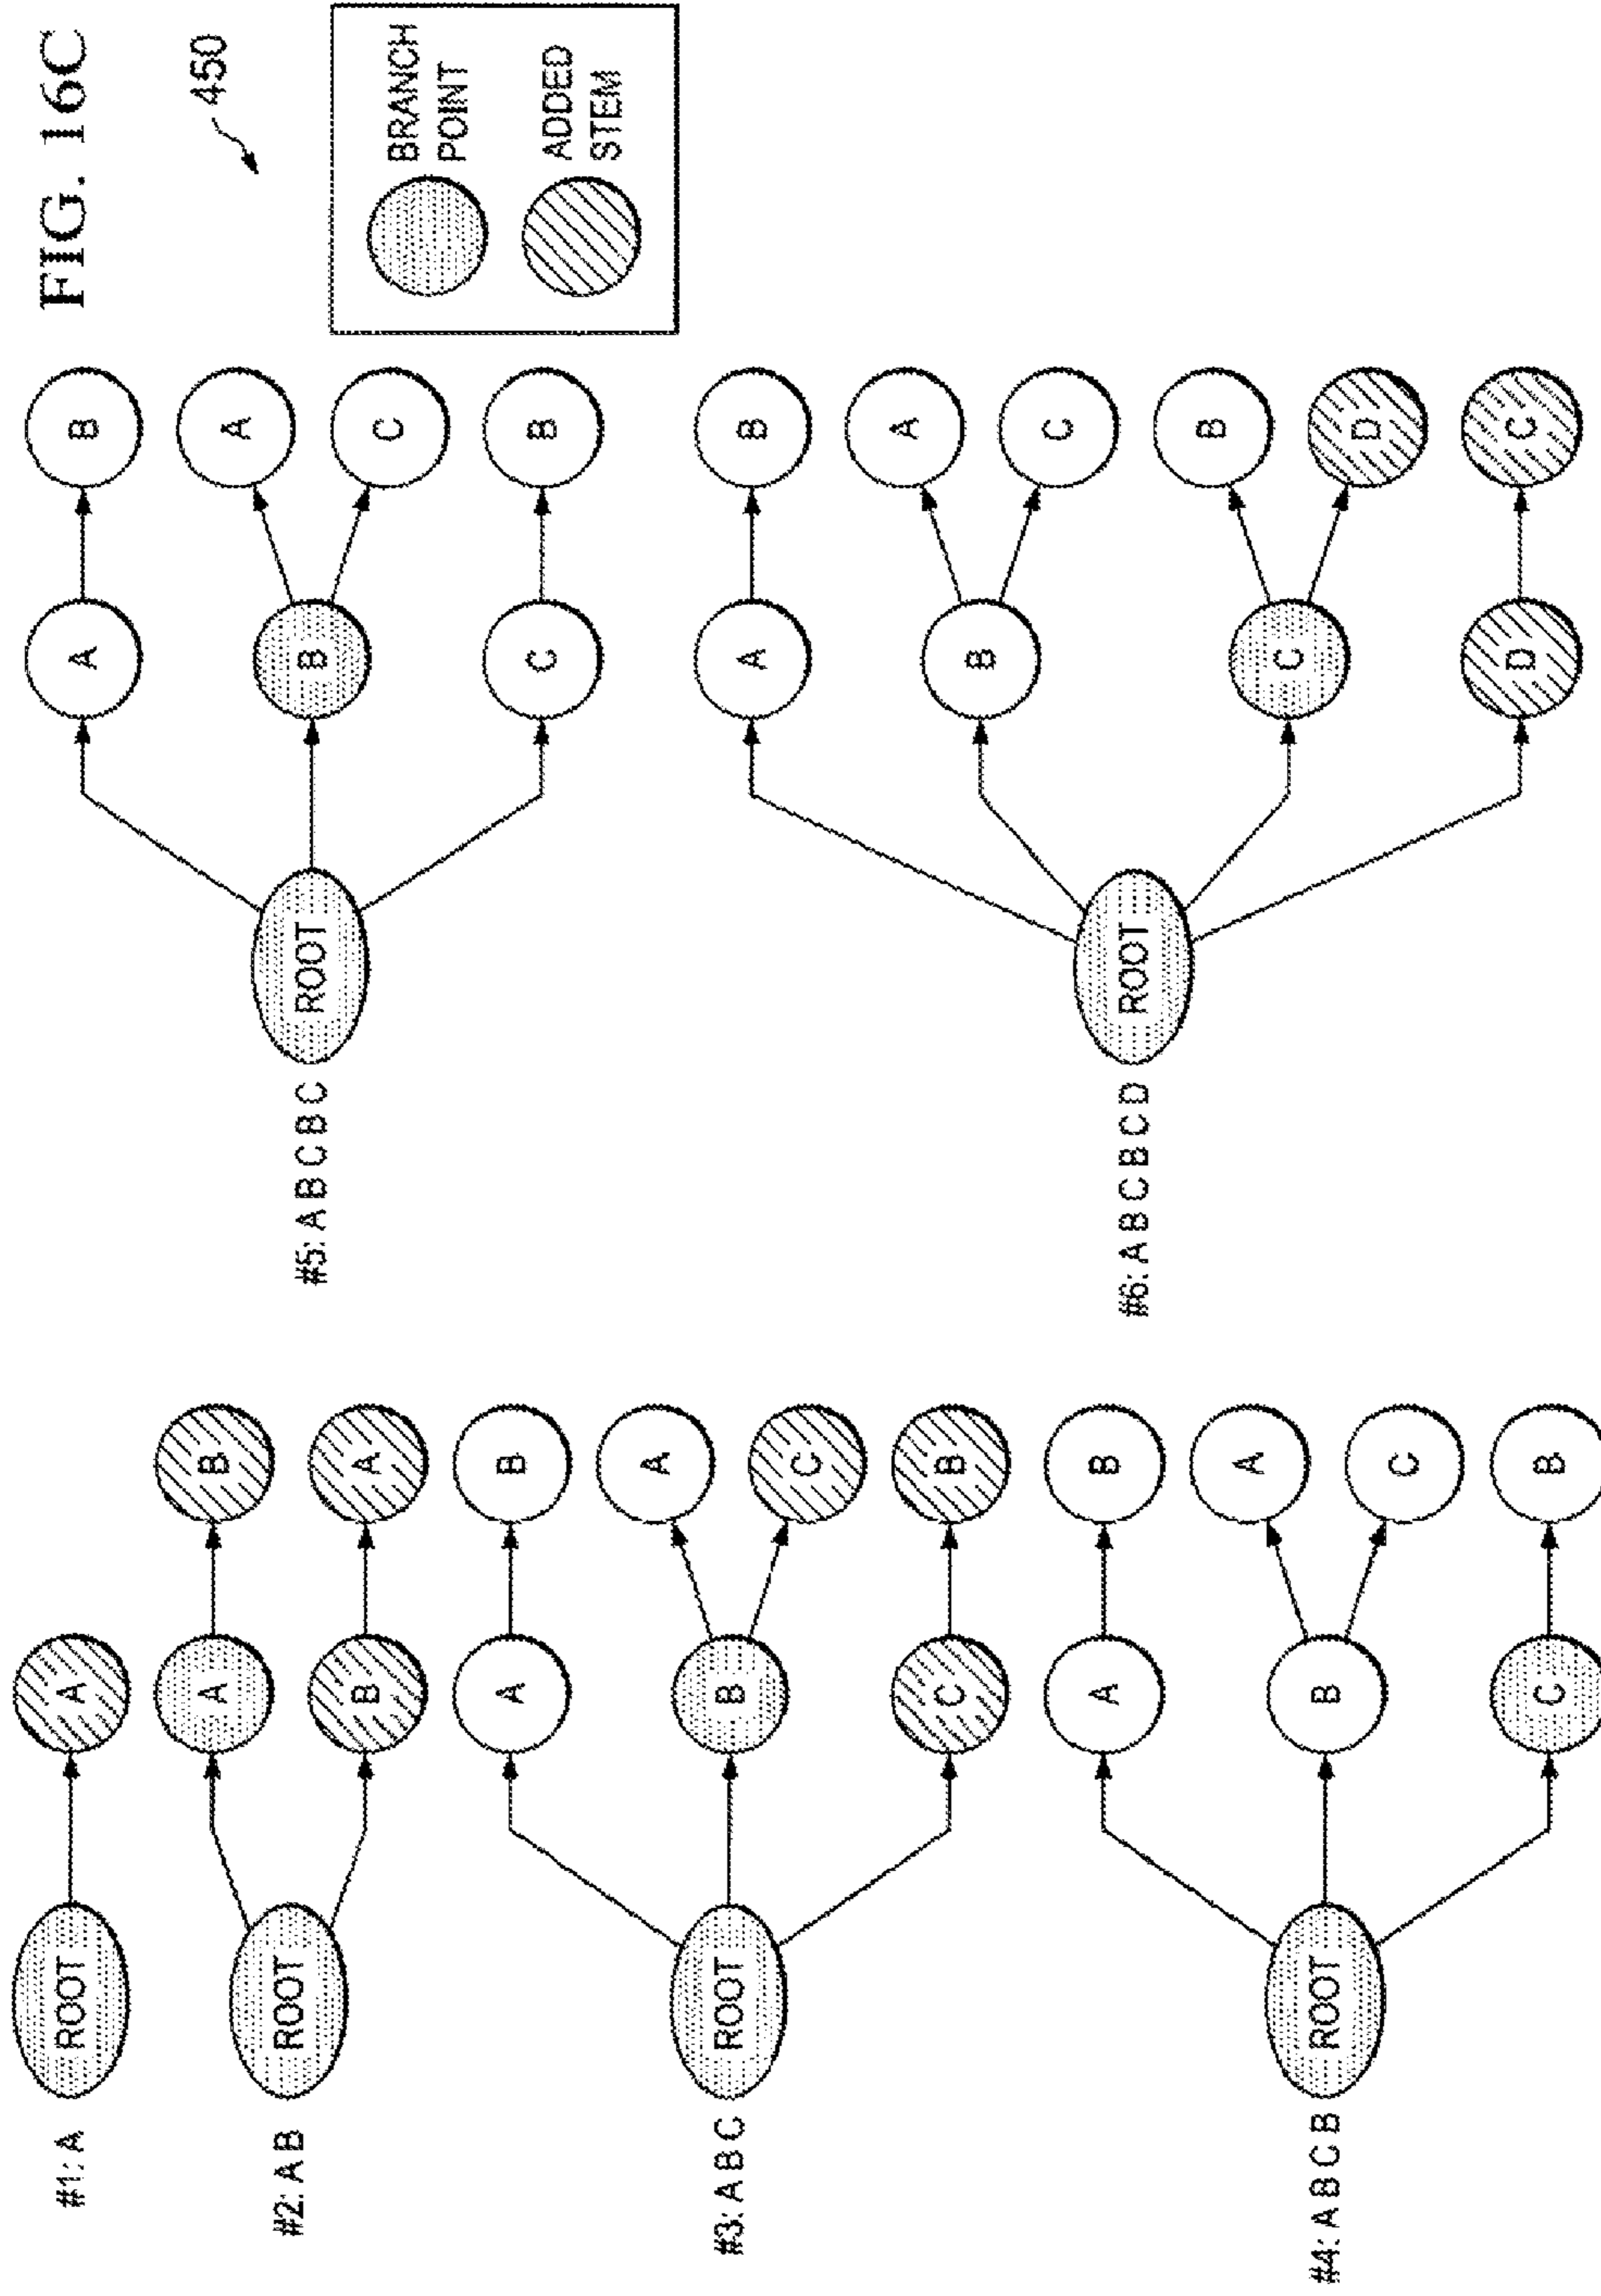 FIG. 16C
450
BRANCH
POINT
ADDED
STEM
#1: A
ROOT
A
#2: A B
ROOT
A
B
B
A
#3: A B C
ROOT
A
B
B
A
C
C
B
#4: A B C B
ROOT
A
B
B
A
C
C
B
#5: A B C B C
ROOT
A
B
B
A
C
C
B
#6: A B C B C D
ROOT
A
B
B
A
C
C
B
D
D
C